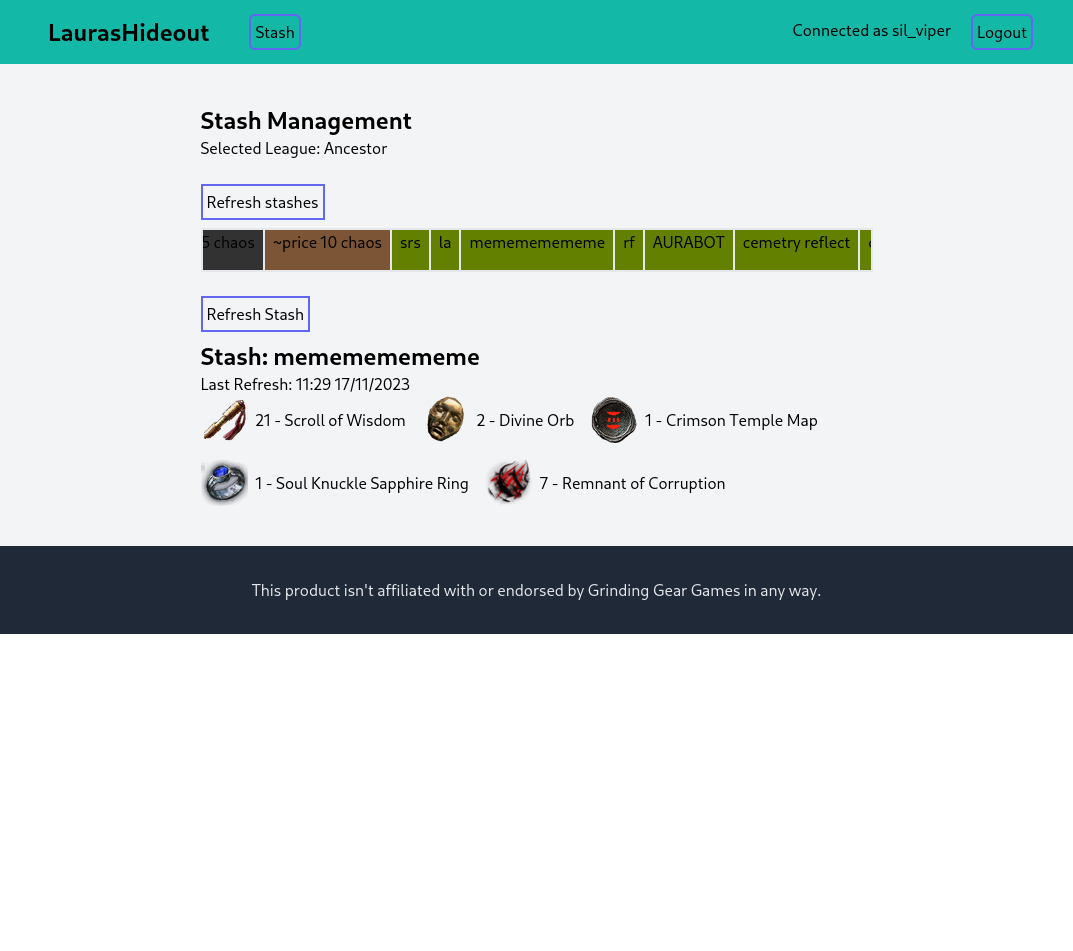 LaurasHideout Stash Connected as sil_viper Logout
Stash Management
Selected League: Ancestor
Refresh stashes
5 chaos ~price 10 chaos srs la memememememe rf AURABOT cemetry reflect
Refresh Stash
Stash: memememememe
Last Refresh: 11:29 17/11/2023
21 - Scroll of Wisdom 2 - Divine Orb 1 - Crimson Temple Map
1 - Soul Knuckle Sapphire Ring 7 - Remnant of Corruption
This product isn't affiliated with or endorsed by Grinding Gear Games in any way.